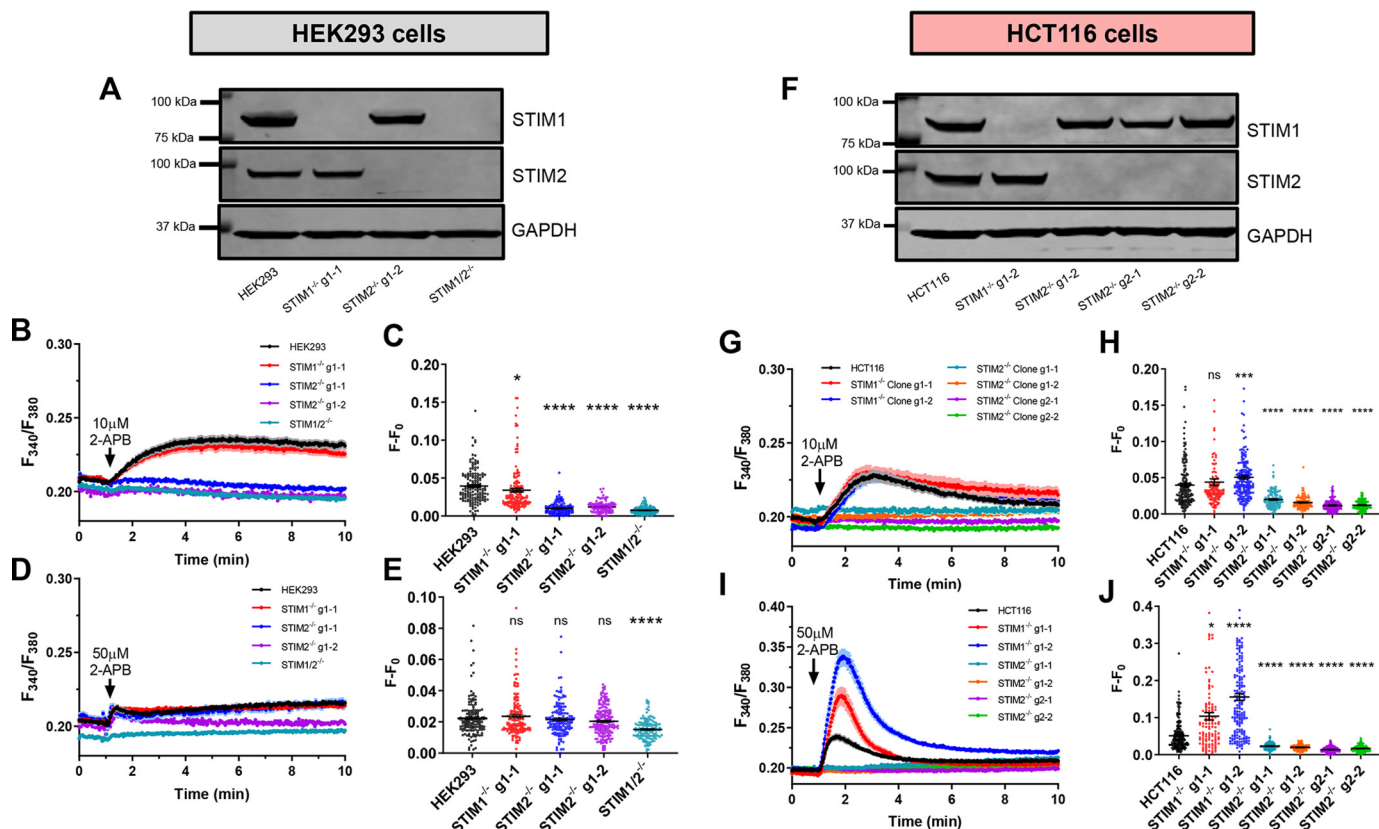 HEK293 cells
HCT116 cells
A
100 kDa
75 kDa
STIM1
100 kDa
STIM2
37 kDa
GAPDH
HEK293
STIM1-/- g1-1
STIM2-/- g1-2
STIM1/2-/-
F
100 kDa
75 kDa
STIM1
100 kDa
STIM2
37 kDa
GAPDH
HCT116
STIM1-/- g1-2
STIM2-/- g1-2
STIM2-/- g2-1
STIM2-/- g2-2
B
0.30
0.25
0.20
F340/F380
10μM
2-APB
HEK293
STIM1-/- g1-1
STIM2-/- g1-1
STIM2-/- g1-2
STIM1/2-/-
0 2 4 6 8 10
Time (min)
C
0.20
0.15
0.10
0.05
0.00
F-F0
* **** **** ****
HEK293
STIM1-/- g1-1
STIM2-/- g1-1
STIM2-/- g1-2
STIM1/2-/-
D
0.30
0.25
0.20
F340/F380
50μM
2-APB
HEK293
STIM1-/- g1-1
STIM2-/- g1-1
STIM2-/- g1-2
STIM1/2-/-
0 2 4 6 8 10
Time (min)
E
0.10
0.08
0.06
0.04
0.02
0.00
F-F0
ns ns ns ****
HEK293
STIM1-/- g1-1
STIM2-/- g1-1
STIM2-/- g1-2
STIM1/2-/-
G
0.30
0.25
0.20
F340/F380
10μM
2-APB
HCT116
STIM1-/- Clone g1-1
STIM1-/- Clone g1-2
STIM2-/- Clone g1-1
STIM2-/- Clone g1-2
STIM2-/- Clone g2-1
STIM2-/- Clone g2-2
0 2 4 6 8 10
Time (min)
H
0.20
0.15
0.10
0.05
0.00
F-F0
ns *** **** **** **** ****
HCT116
STIM1-/- g1-1
STIM1-/- g1-2
STIM2-/- g1-1
STIM2-/- g1-2
STIM2-/- g2-1
STIM2-/- g2-2
I
0.40
0.35
0.30
0.25
0.20
F340/F380
50μM
2-APB
HCT116
STIM1-/- g1-1
STIM1-/- g1-2
STIM2-/- g1-1
STIM2-/- g1-2
STIM2-/- g2-1
STIM2-/- g2-2
0 2 4 6 8 10
Time (min)
J
0.4
0.3
0.2
0.1
0.0
F-F0
* **** **** **** **** ****
HCT116
STIM1-/- g1-1
STIM1-/- g1-2
STIM2-/- g1-1
STIM2-/- g1-2
STIM2-/- g2-1
STIM2-/- g2-2